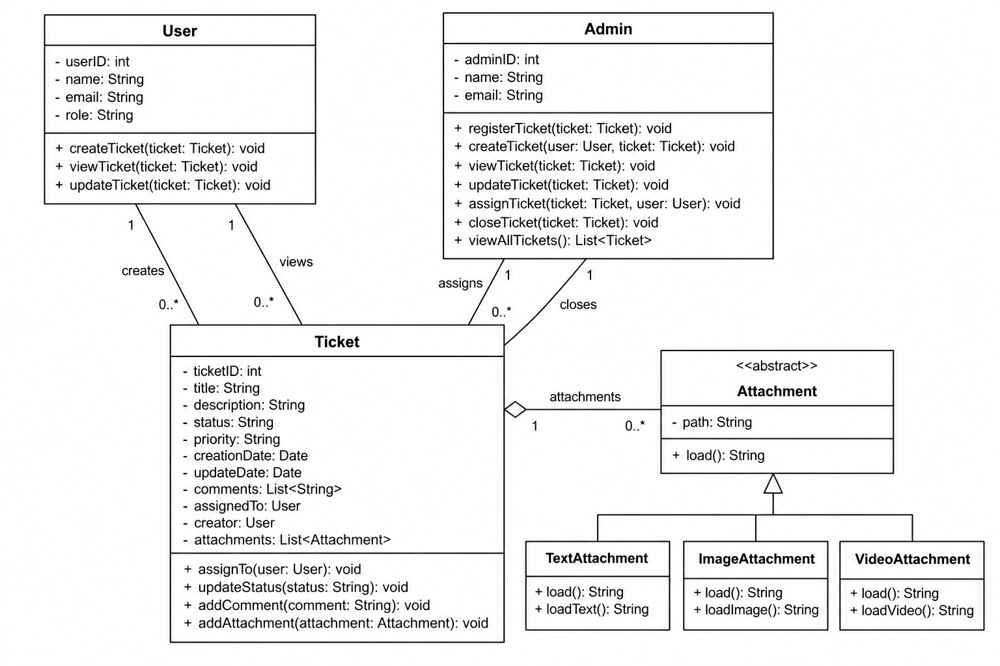 User
- userID: int
- name: String
- email: String
- role: String
+ createTicket(ticket: Ticket): void
+ viewTicket(ticket: Ticket): void
+ updateTicket(ticket: Ticket): void
Admin
- adminID: int
- name: String
- email: String
+ registerTicket(ticket: Ticket): void
+ createTicket(user: User, ticket: Ticket): void
+ viewTicket(ticket: Ticket): void
+ updateTicket(ticket: Ticket): void
+ assignTicket(ticket: Ticket, user: User): void
+ closeTicket(ticket: Ticket): void
+ viewAllTickets(): List<Ticket>
1
creates
0..*
1
views
0..*
assigns
1
0..*
1
closes
Ticket
- ticketID: int
- title: String
- description: String
- status: String
- priority: String
- creationDate: Date
- updateDate: Date
- comments: List<String>
- assignedTo: User
- creator: User
- attachments: List<Attachment>
+ assignTo(user: User): void
+ updateStatus(status: String): void
+ addComment(comment: String): void
+ addAttachment(attachment: Attachment): void
attachments
1
0..*
<<abstract>>
Attachment
- path: String
+ load(): String
TextAttachment
+ load(): String
+ loadText(): String
ImageAttachment
+ load(): String
+ loadImage(): String
VideoAttachment
+ load(): String
+ loadVideo(): String